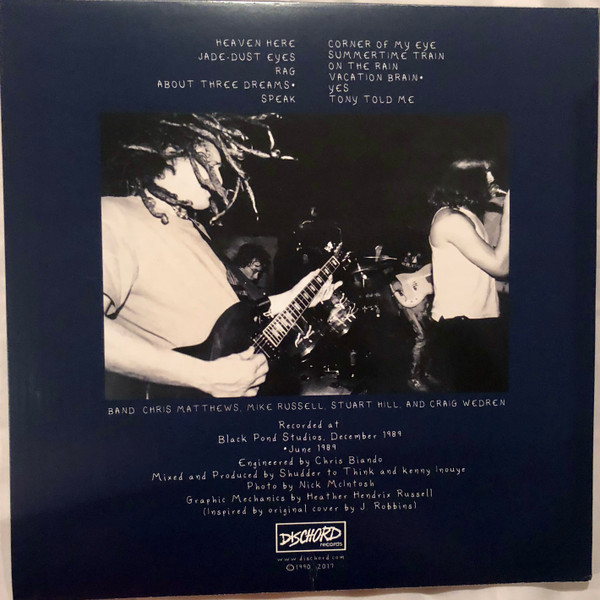 HEAVEN HERE
JADE-DUST EYES
RAG
ABOUT THREE DREAMS•
SPEAK
CORNER OF MY EYE
SUMMERTIME TRAIN
ON THE RAIN
VACATION BRAIN•
YES
TONY TOLD ME
BAND CHRIS MATTHEWS, MIKE RUSSELL, STUART HILL, AND CRAIG WEDREN
Recorded at
Black Pond Studios, December 1989
•June 1989
Engineered by Chris Biando
Mixed and Produced by Shudder to Think and Kenny Inouye
Photo by Nick McIntosh
Graphic Mechanics by Heather Hendrix Russell
(Inspired by original cover by J. Robbins)
DISCHORD
records
www.dischord.com
©1990 2017